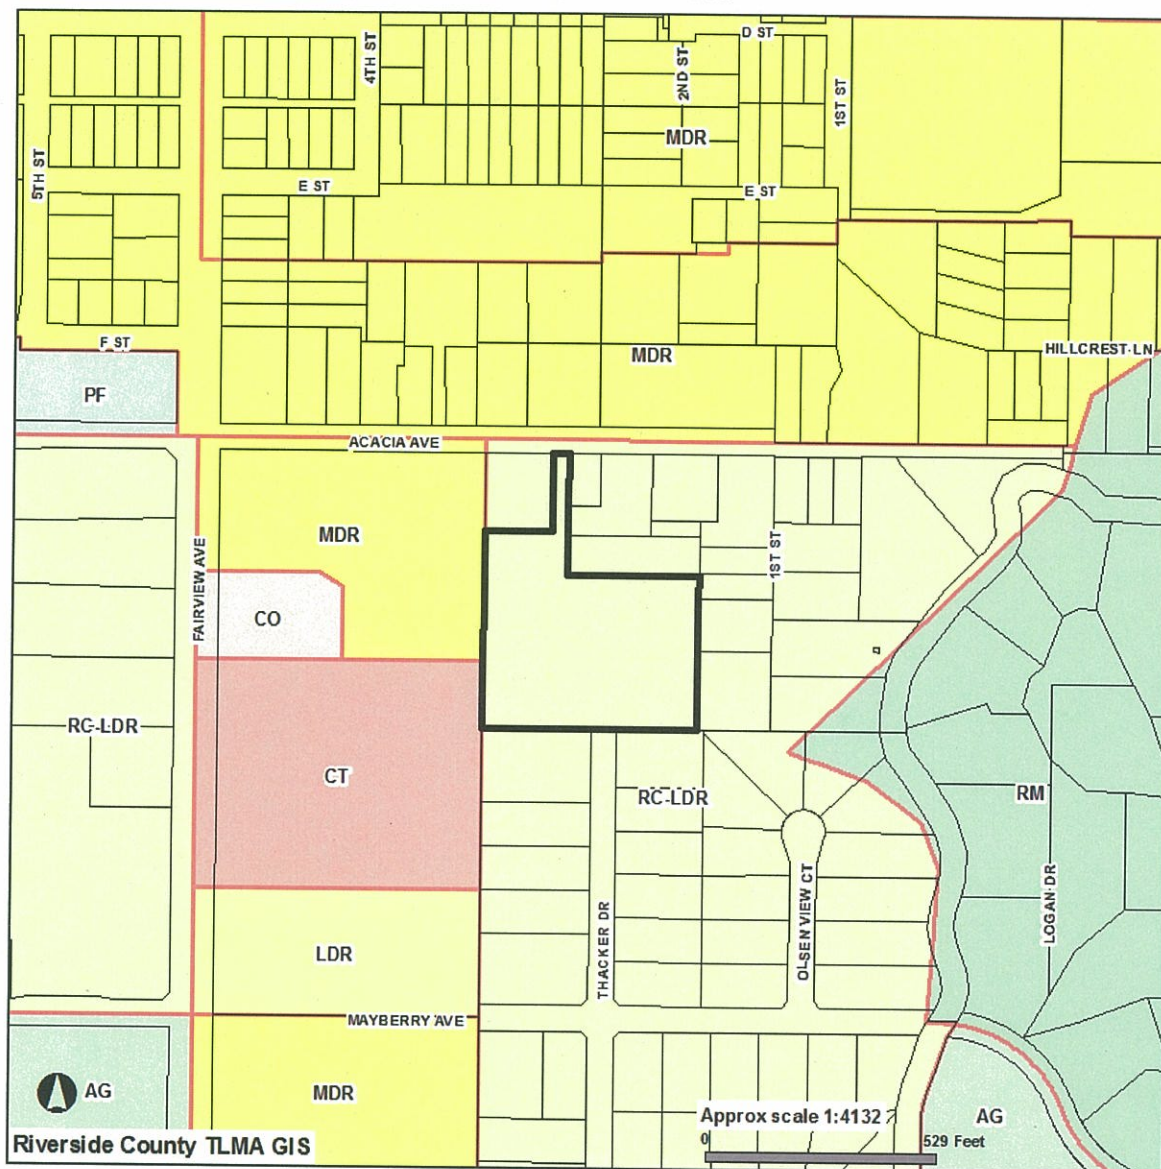 D ST
4TH ST
2ND ST
1ST ST
MDR
5TH ST
E ST
E ST
F ST
HILLCREST LN
MDR
PF
ACACIA AVE
MDR
1ST ST
FAIRVIEW AVE
CO
RC-LDR
CT
RC-LDR
RM
LOGAN DR
OLSEN VIEW CT
THACKER DR
LDR
MAYBERRY AVE
AG
MDR
Approx scale 1:4132
AG
0
529 Feet
Riverside County TLMA GIS